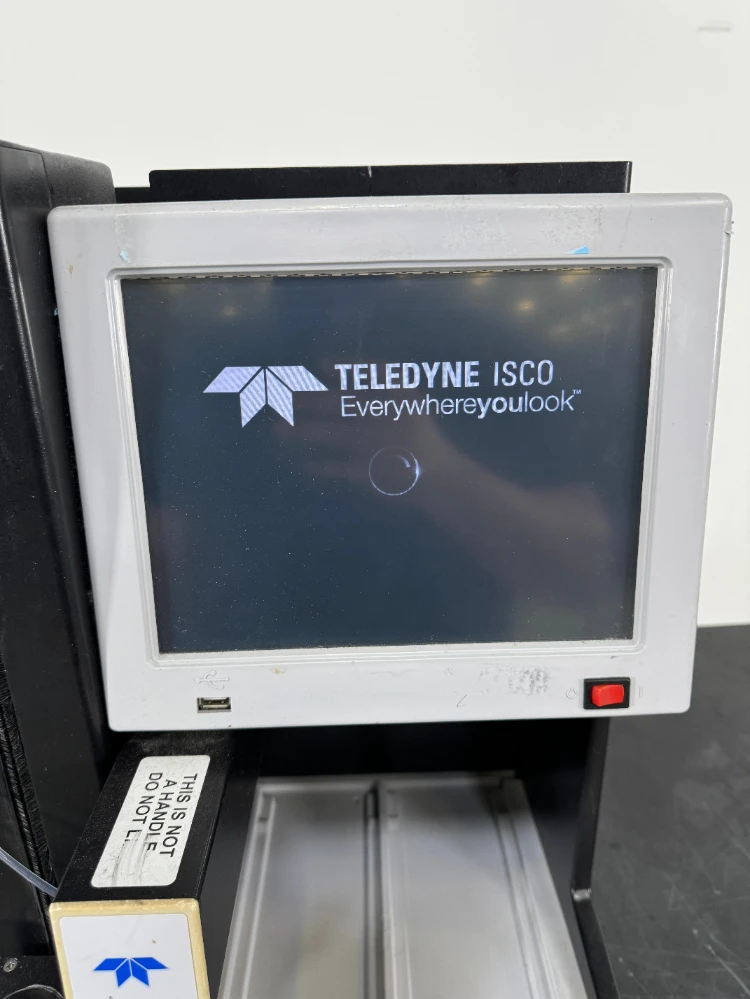 TELEDYNE ISCO
Everywhereyoulook™
THIS IS NOT
A HANDLE
DO NOT